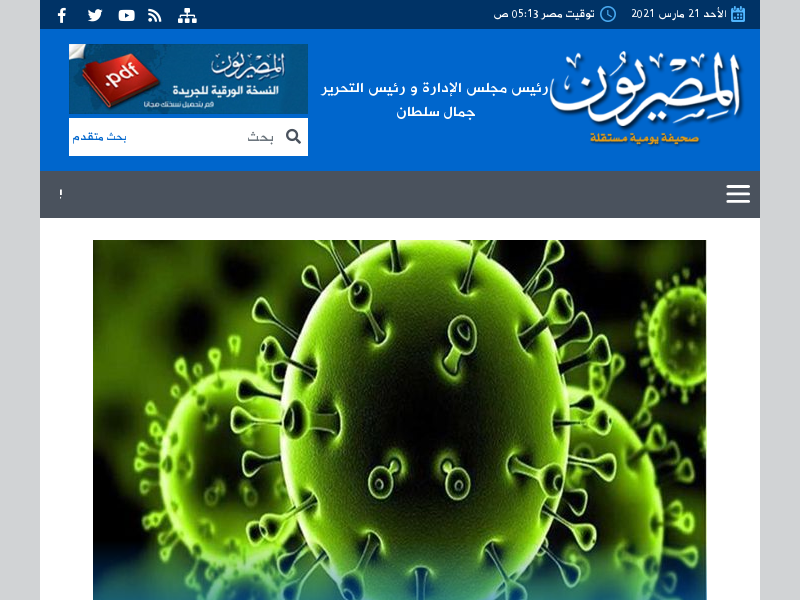 الأحد 21 مارس 2021
توقيت مصر 05:13 ص
المصريون
صحيفة يومية مستقلة
رئيس مجلس الإدارة و رئيس التحرير
جمال سلطان
المصريون
النسخة الورقية للجريدة
قم بتحميل نسختك مجانا
.pdf
بحث
بحث متقدم
!